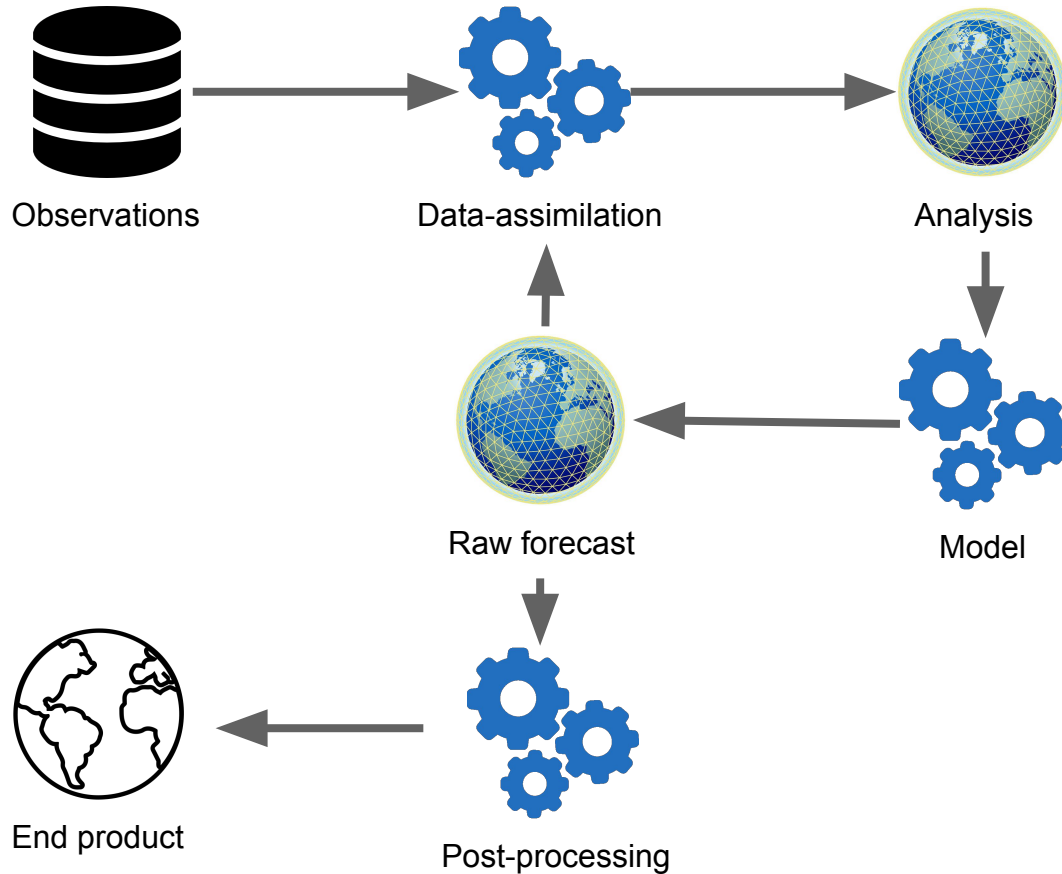 Observations
Data-assimilation
Analysis
Raw forecast
Model
End product
Post-processing